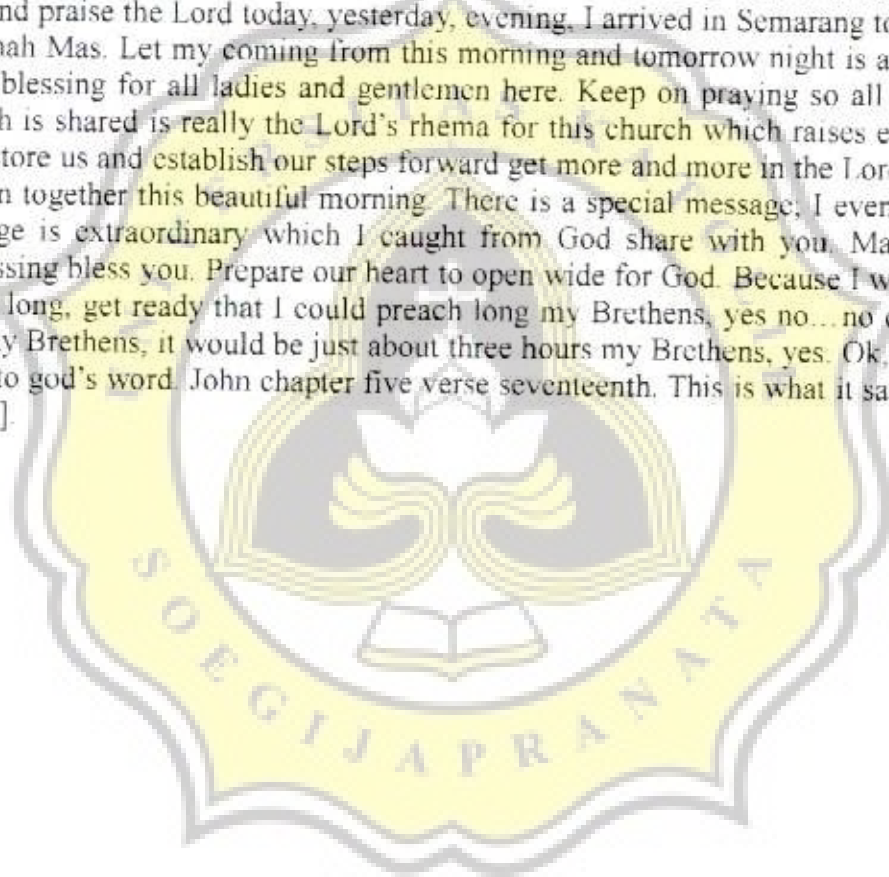 nd praise the Lord today, yesterday, evening, I arrived in Semarang to
nah Mas. Let my coming from this morning and tomorrow night is a
blessing for all ladies and gentlemen here. Keep on praying so all
h is shared is really the Lord's rhema for this church which raises e
store us and establish our steps forward get more and more in the Lord
n together this beautiful morning. There is a special message; I ever
ge is extraordinary which I caught from God share with you. Ma
ssing bless you. Prepare our heart to open wide for God. Because I w
long, get ready that I could preach long my Brethens, yes no...no
y Brethens, it would be just about three hours my Brethens, yes. Ok,
to god's word. John chapter five verse seventeenth. This is what it sa
].
SOEGIJAPRANATA